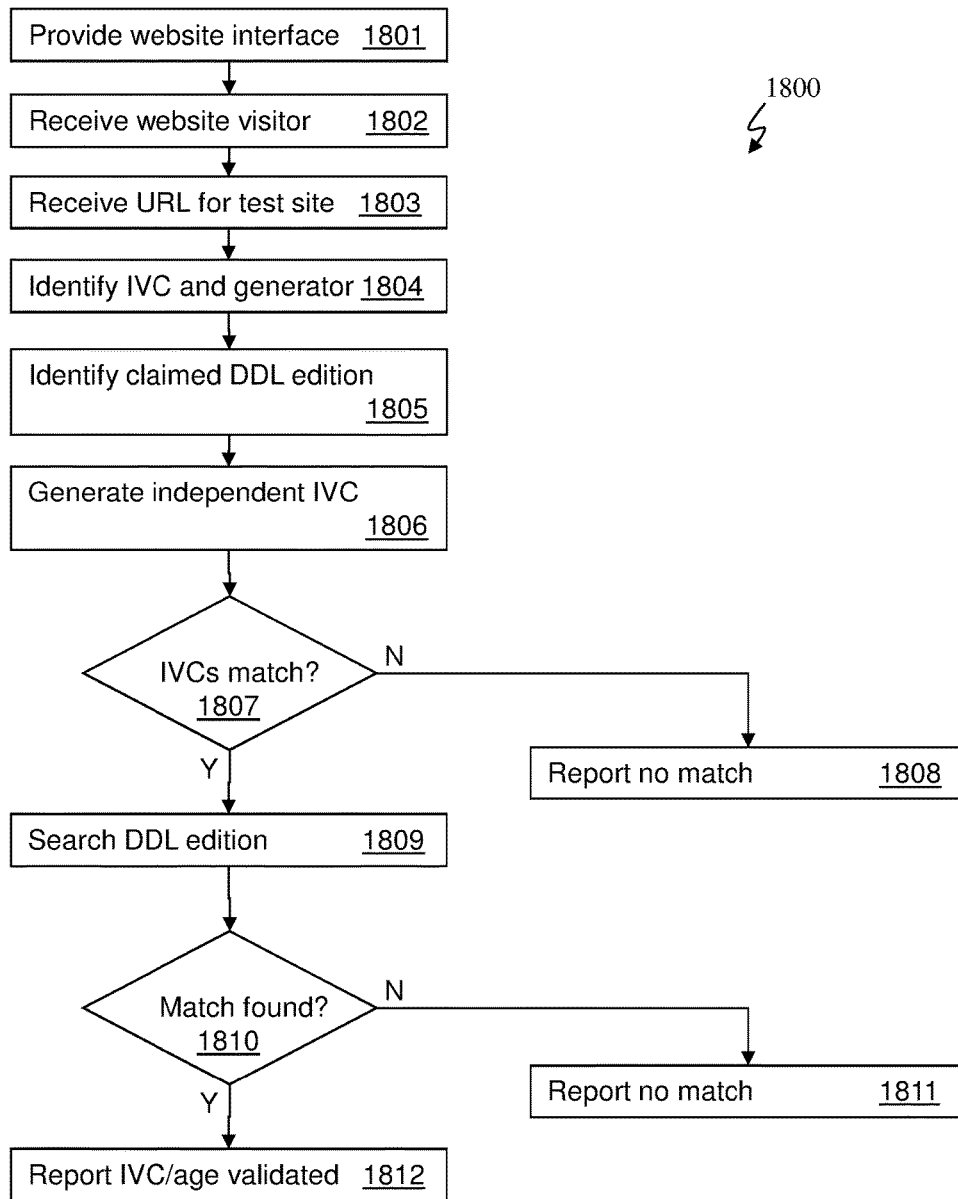 Provide website interface 1801
1800
Receive website visitor 1802
Receive URL for test site 1803
Identify IVC and generator 1804
Identify claimed DDL edition
1805
Generate independent IVC
1806
IVCs match?
1807
N
Y
Report no match 1808
Search DDL edition 1809
Match found?
1810
N
Y
Report no match 1811
Report IVC/age validated 1812